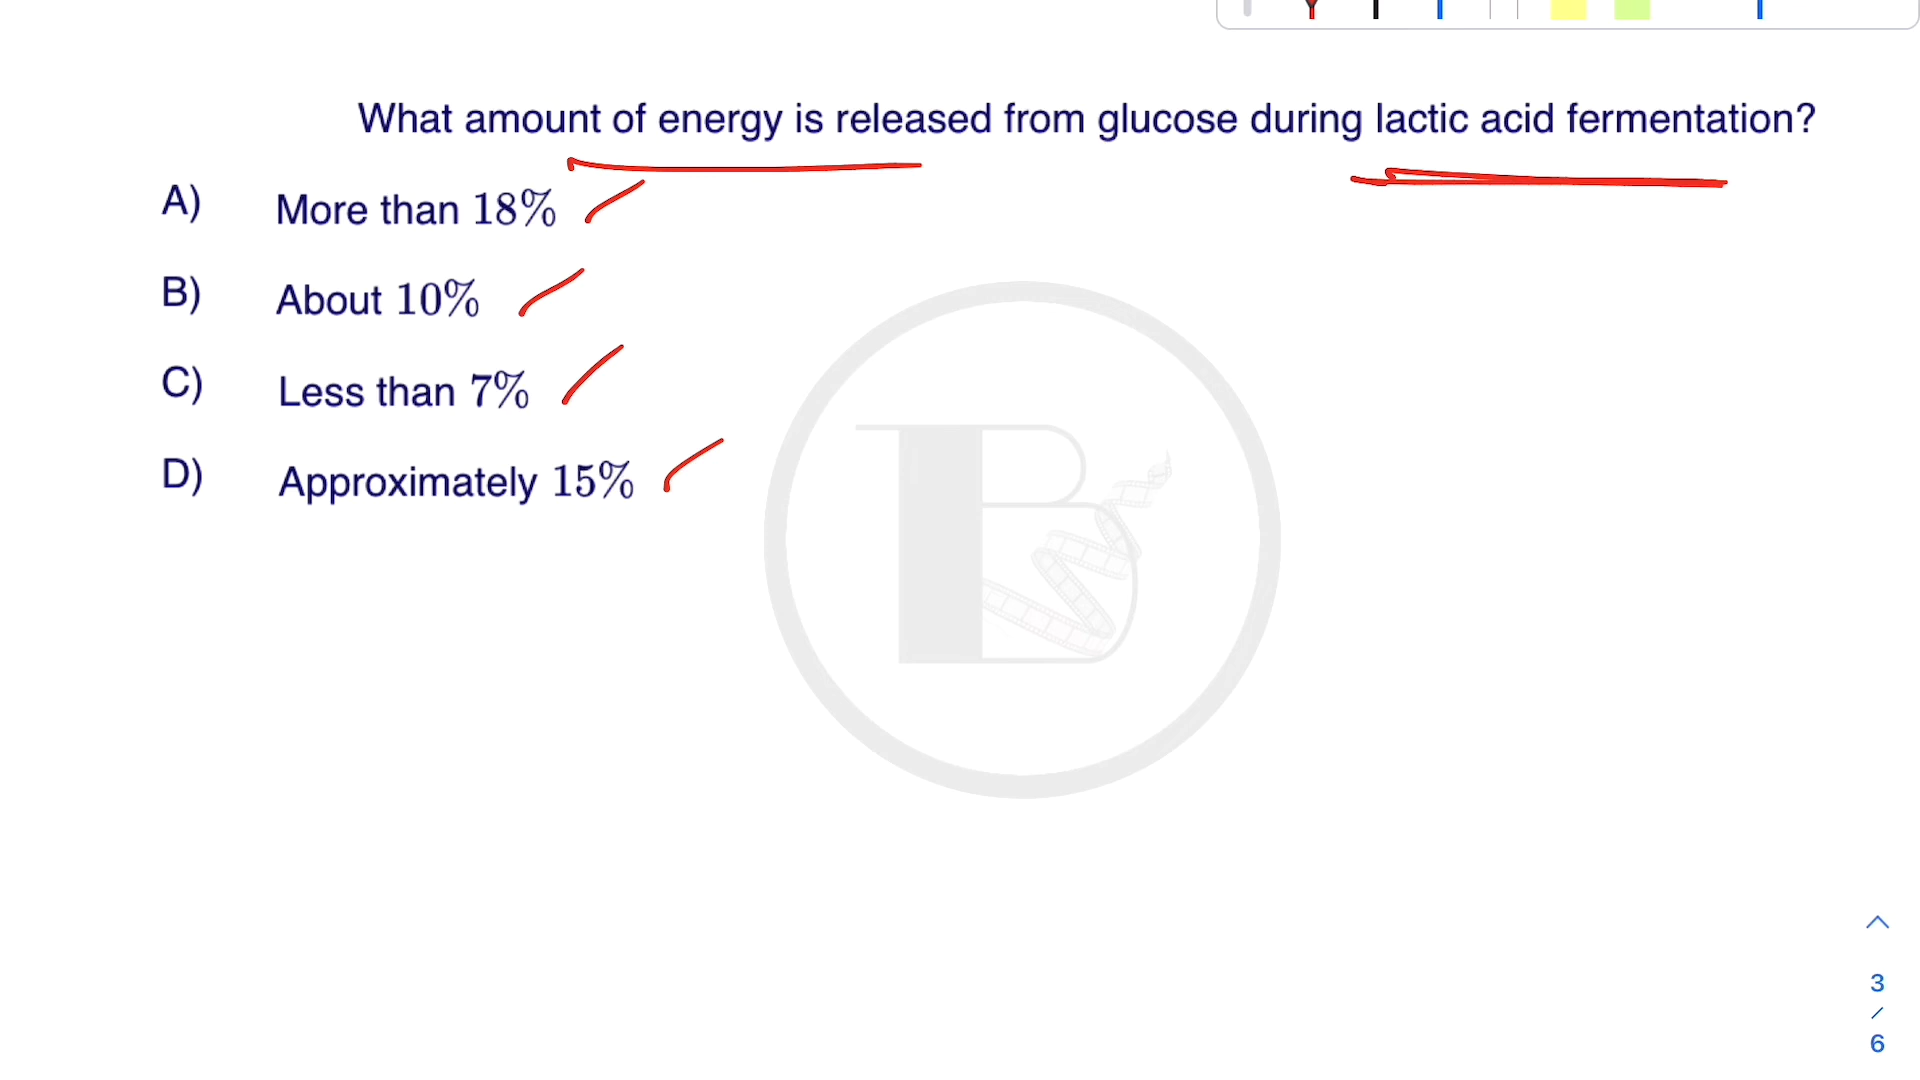 What amount of energy is released from glucose during lactic acid fermentation?
A) More than 18%
B) About 10%
C) Less than 7%
D) Approximately 15%
B
3
/
6